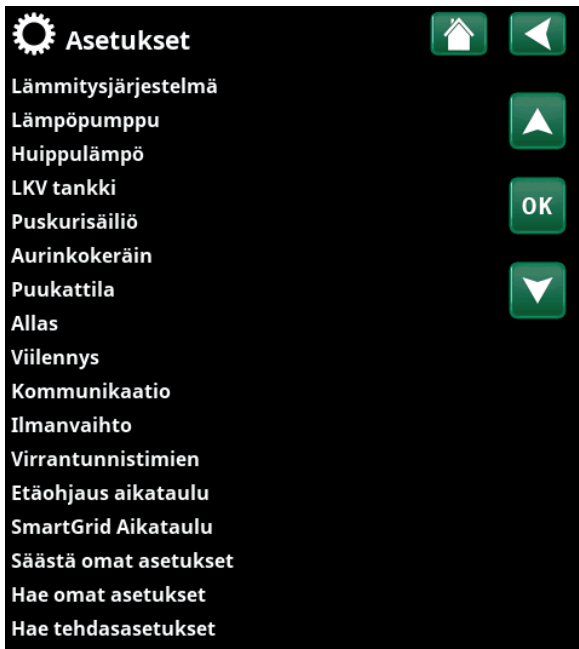 Asetukset
Lämmitysjärjestelmä
Lämpöpumppu
Huippulämpö
LKV tankki
OK
Puskurisäiliö
Aurinkokeräin
Puukattila
Allas
Viilennys
Kommunikaatio
Ilmanvaihto
Virrantunnistimien
Etäohjaus aikataulu
SmartGrid Aikataulu
Säästä omat asetukset
Hae omat asetukset
Hae tehdasasetukset